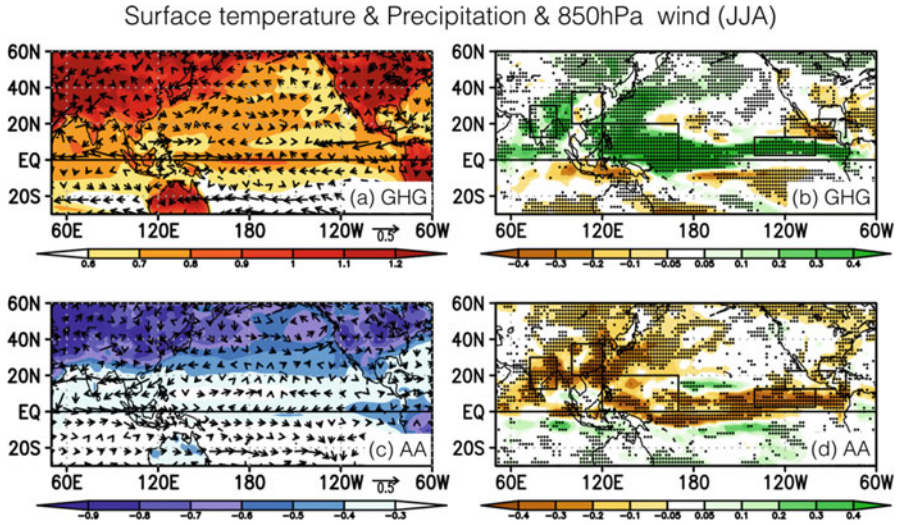 Surface temperature & Precipitation & 850hPa wind (JJA)
60N 60N
40N 40N
20N 20N
EQ EQ
20S (a) GHG 20S (b) GHG
60E 120E 180 120W 60W 0.5 60E 120E 180 120W 60W
0.6 0.7 0.8 0.9 1 1.1 1.2 -0.4 -0.3 -0.2 -0.1 -0.05 0.05 0.1 0.2 0.3 0.4
60N 60N
40N 40N
20N 20N
EQ EQ
20S (c) AA 20S (d) AA
60E 120E 180 120W 60W 0.5 60E 120E 180 120W 60W
-0.9 -0.8 -0.7 -0.6 -0.5 -0.4 -0.3 -0.4 -0.3 -0.2 -0.1 -0.05 0.05 0.1 0.2 0.3 0.4